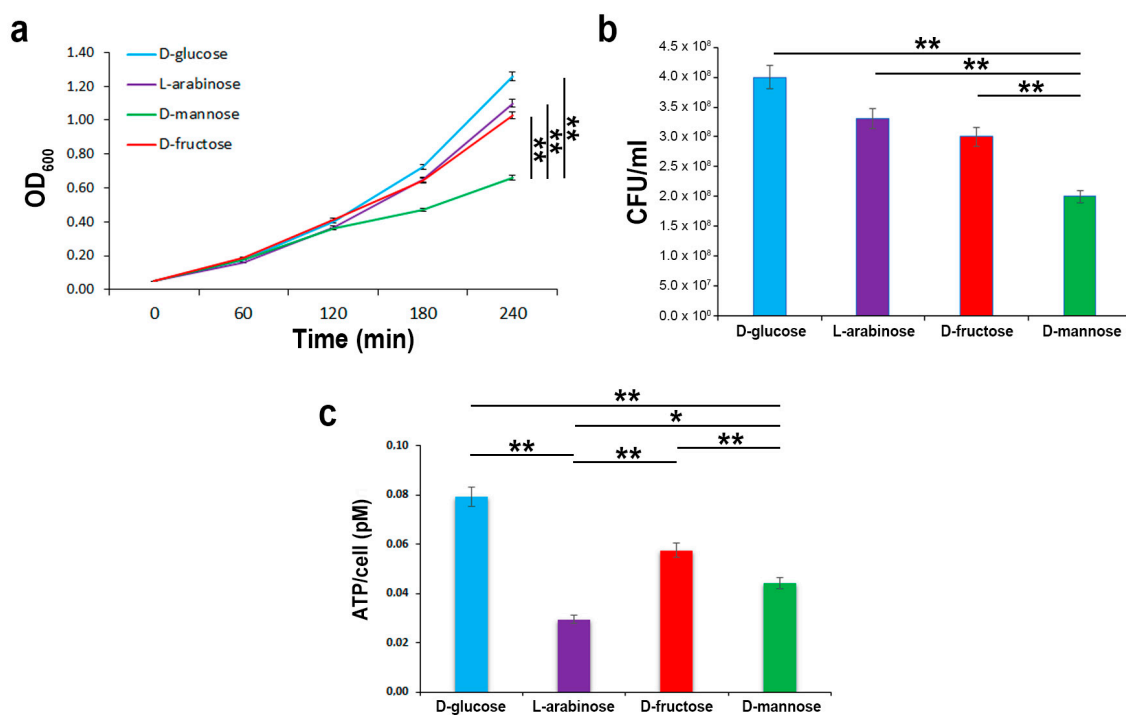 a
D-glucose
L-arabinose
D-mannose
D-fructose
OD600
1.40
1.20
1.00
0.80
0.60
0.40
0.20
0.00
**
**
**
0 60 120 180 240
Time (min)
b
**
**
**
CFU/ml
4.5 x 10⁸
4.0 x 10⁸
3.5 x 10⁸
3.0 x 10⁸
2.5 x 10⁸
2.0 x 10⁸
1.5 x 10⁸
1.0 x 10⁸
5.0 x 10⁷
0.0 x 10⁰
D-glucose L-arabinose D-fructose D-mannose
c
**
*
** ** **
ATP/cell (pM)
0.10
0.08
0.06
0.04
0.02
0.00
D-glucose L-arabinose D-fructose D-mannose